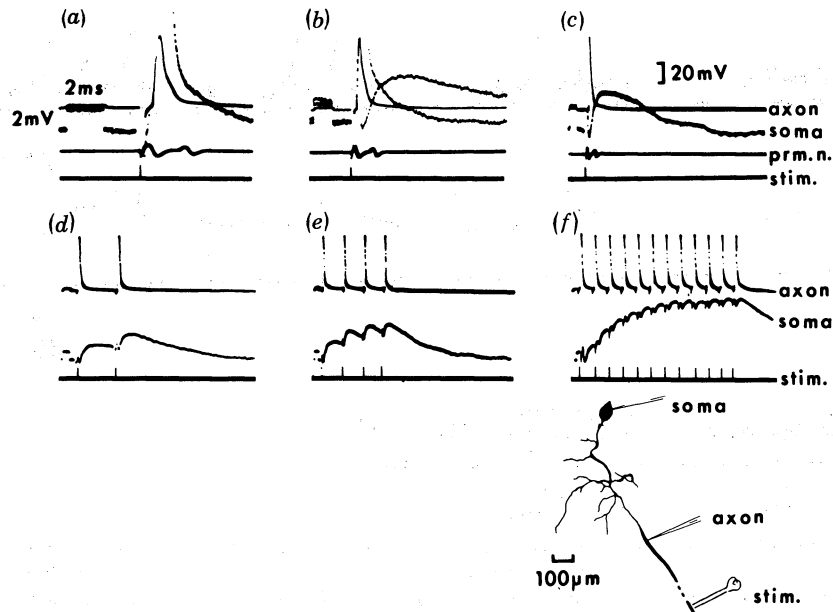 (a)
(b)
(c)
2ms
2mV
20mV
axon
soma
prm.n.
stim.
(d)
(e)
(f)
axon
soma
stim.
soma
axon
100µm
stim.